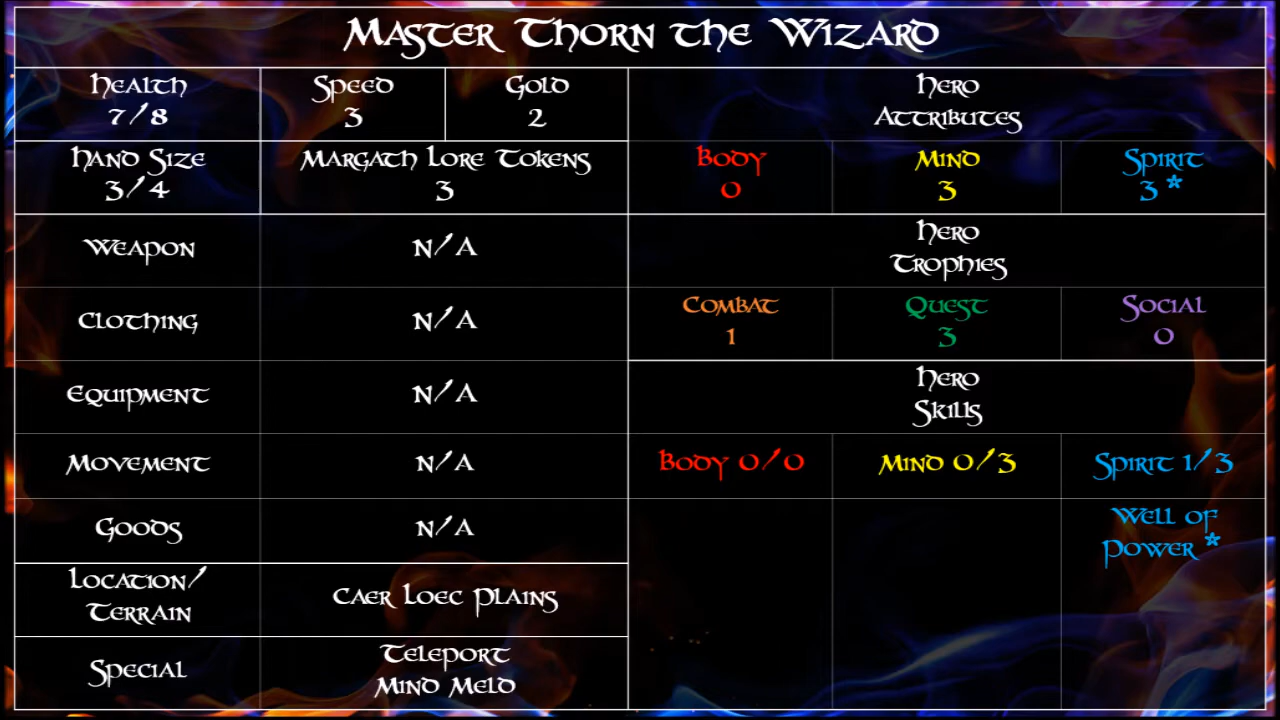 Master Thorn the Wizard
Health
7/8
Speed
3
Gold
2
Hero
Attributes
Hand Size
3/4
Margath Lore Tokens
3
Body
0
Mind
3
Spirit
3 *
Weapon
N/A
Hero
Trophies
Clothing
N/A
Combat
1
Quest
3
Social
0
Equipment
N/A
Hero
Skills
Movement
N/A
Body 0/0
Mind 0/3
Spirit 1/3
Goods
N/A
Well of
Power *
Location/
Terrain
Caer Loec Plains
Special
Teleport
Mind Meld